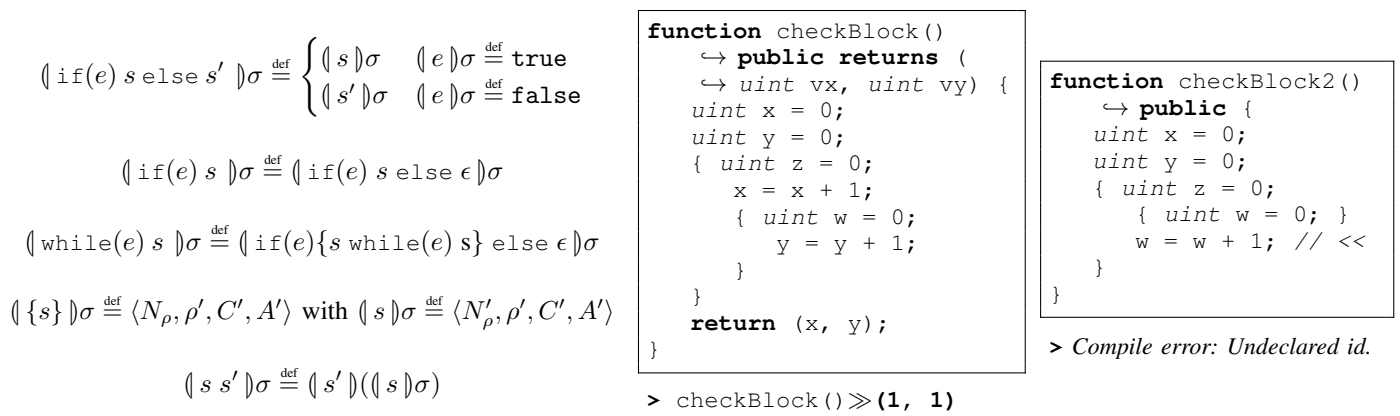 ⦇ if(e) s else s′ ⦈σ ≝ { ⦇ s ⦈σ ⦇ e ⦈σ ≝ true
⦇ s′ ⦈σ ⦇ e ⦈σ ≝ false
⦇ if(e) s ⦈σ ≝ ⦇ if(e) s else ϵ ⦈σ
⦇ while(e) s ⦈σ ≝ ⦇ if(e){s while(e) s} else ϵ ⦈σ
⦇ {s} ⦈σ ≝ ⟨N_ρ, ρ′, C′, A′⟩ with ⦇ s ⦈σ ≝ ⟨N′_ρ, ρ′, C′, A′⟩
⦇ s s′ ⦈σ ≝ ⦇ s′ ⦈(⦇ s ⦈σ)
function checkBlock()
↪ public returns (
↪ uint vx, uint vy) {
uint x = 0;
uint y = 0;
{ uint z = 0;
x = x + 1;
{ uint w = 0;
y = y + 1;
}
}
return (x, y);
}
> checkBlock()≫(1, 1)
function checkBlock2()
↪ public {
uint x = 0;
uint y = 0;
{ uint z = 0;
{ uint w = 0; }
w = w + 1; // <<
}
}
> Compile error: Undeclared id.